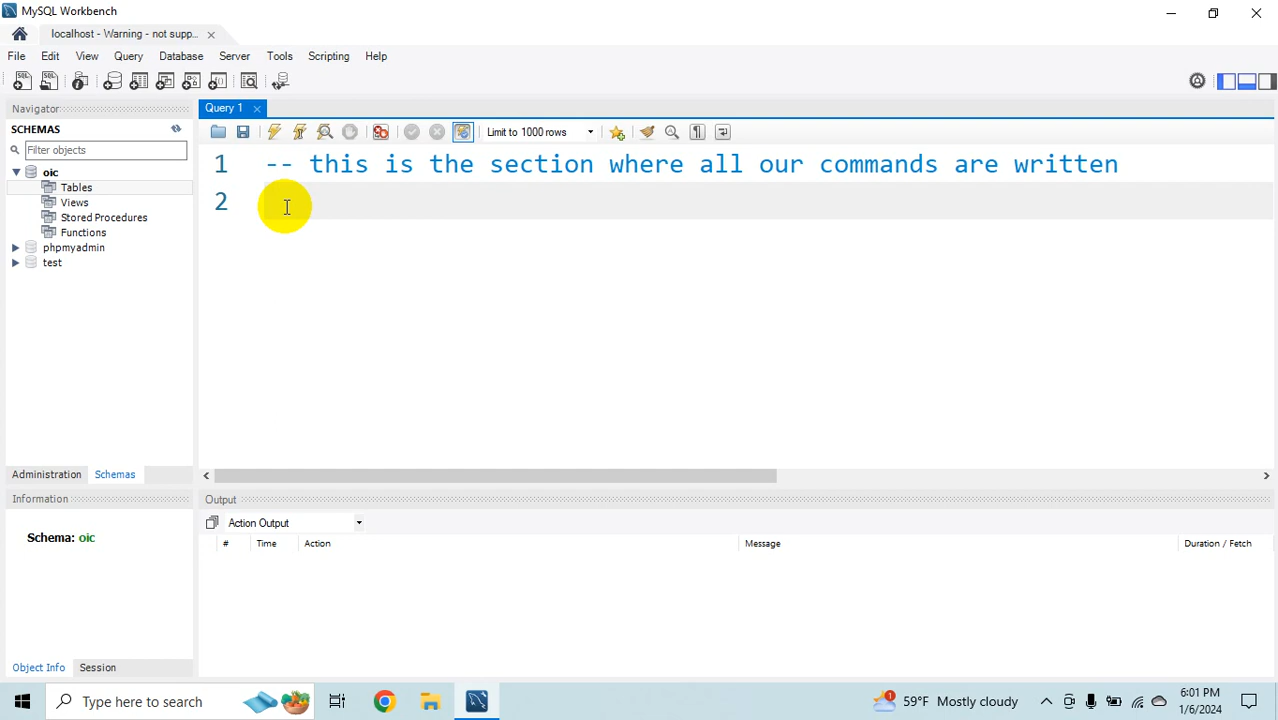 MySQL Workbench
localhost - Warning - not supp...
File Edit View Query Database Server Tools Scripting Help
Navigator
SCHEMAS
Filter objects
oic
Tables
Views
Stored Procedures
Functions
phpmyadmin
test
Administration Schemas
Information
Schema: oic
Object Info Session
Query 1
Limit to 1000 rows
1 -- this is the section where all our commands are written
2
Output
Action Output
# Time Action Message Duration / Fetch
Type here to search
1
59°F Mostly cloudy
6:01 PM
1/6/2024